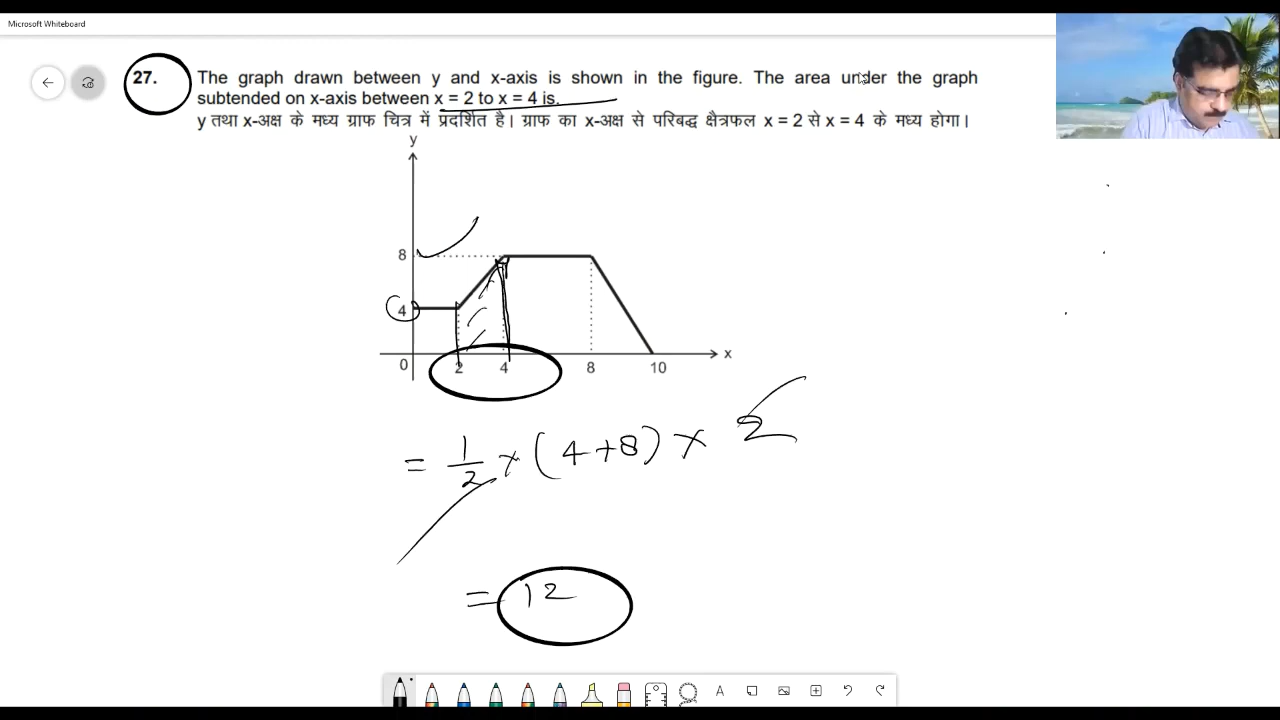 Microsoft Whiteboard
27. The graph drawn between y and x-axis is shown in the figure. The area under the graph
subtended on x-axis between x = 2 to x = 4 is.
y तथा x-अक्ष के मध्य ग्राफ चित्र में प्रदर्शित है। ग्राफ का x-अक्ष से परिबद्ध क्षैत्रफल x = 2 से x = 4 के मध्य होगा।
y
8
4
0 2 4 8 10 x
= 1/2 × (4+8) × 2
= 12
A